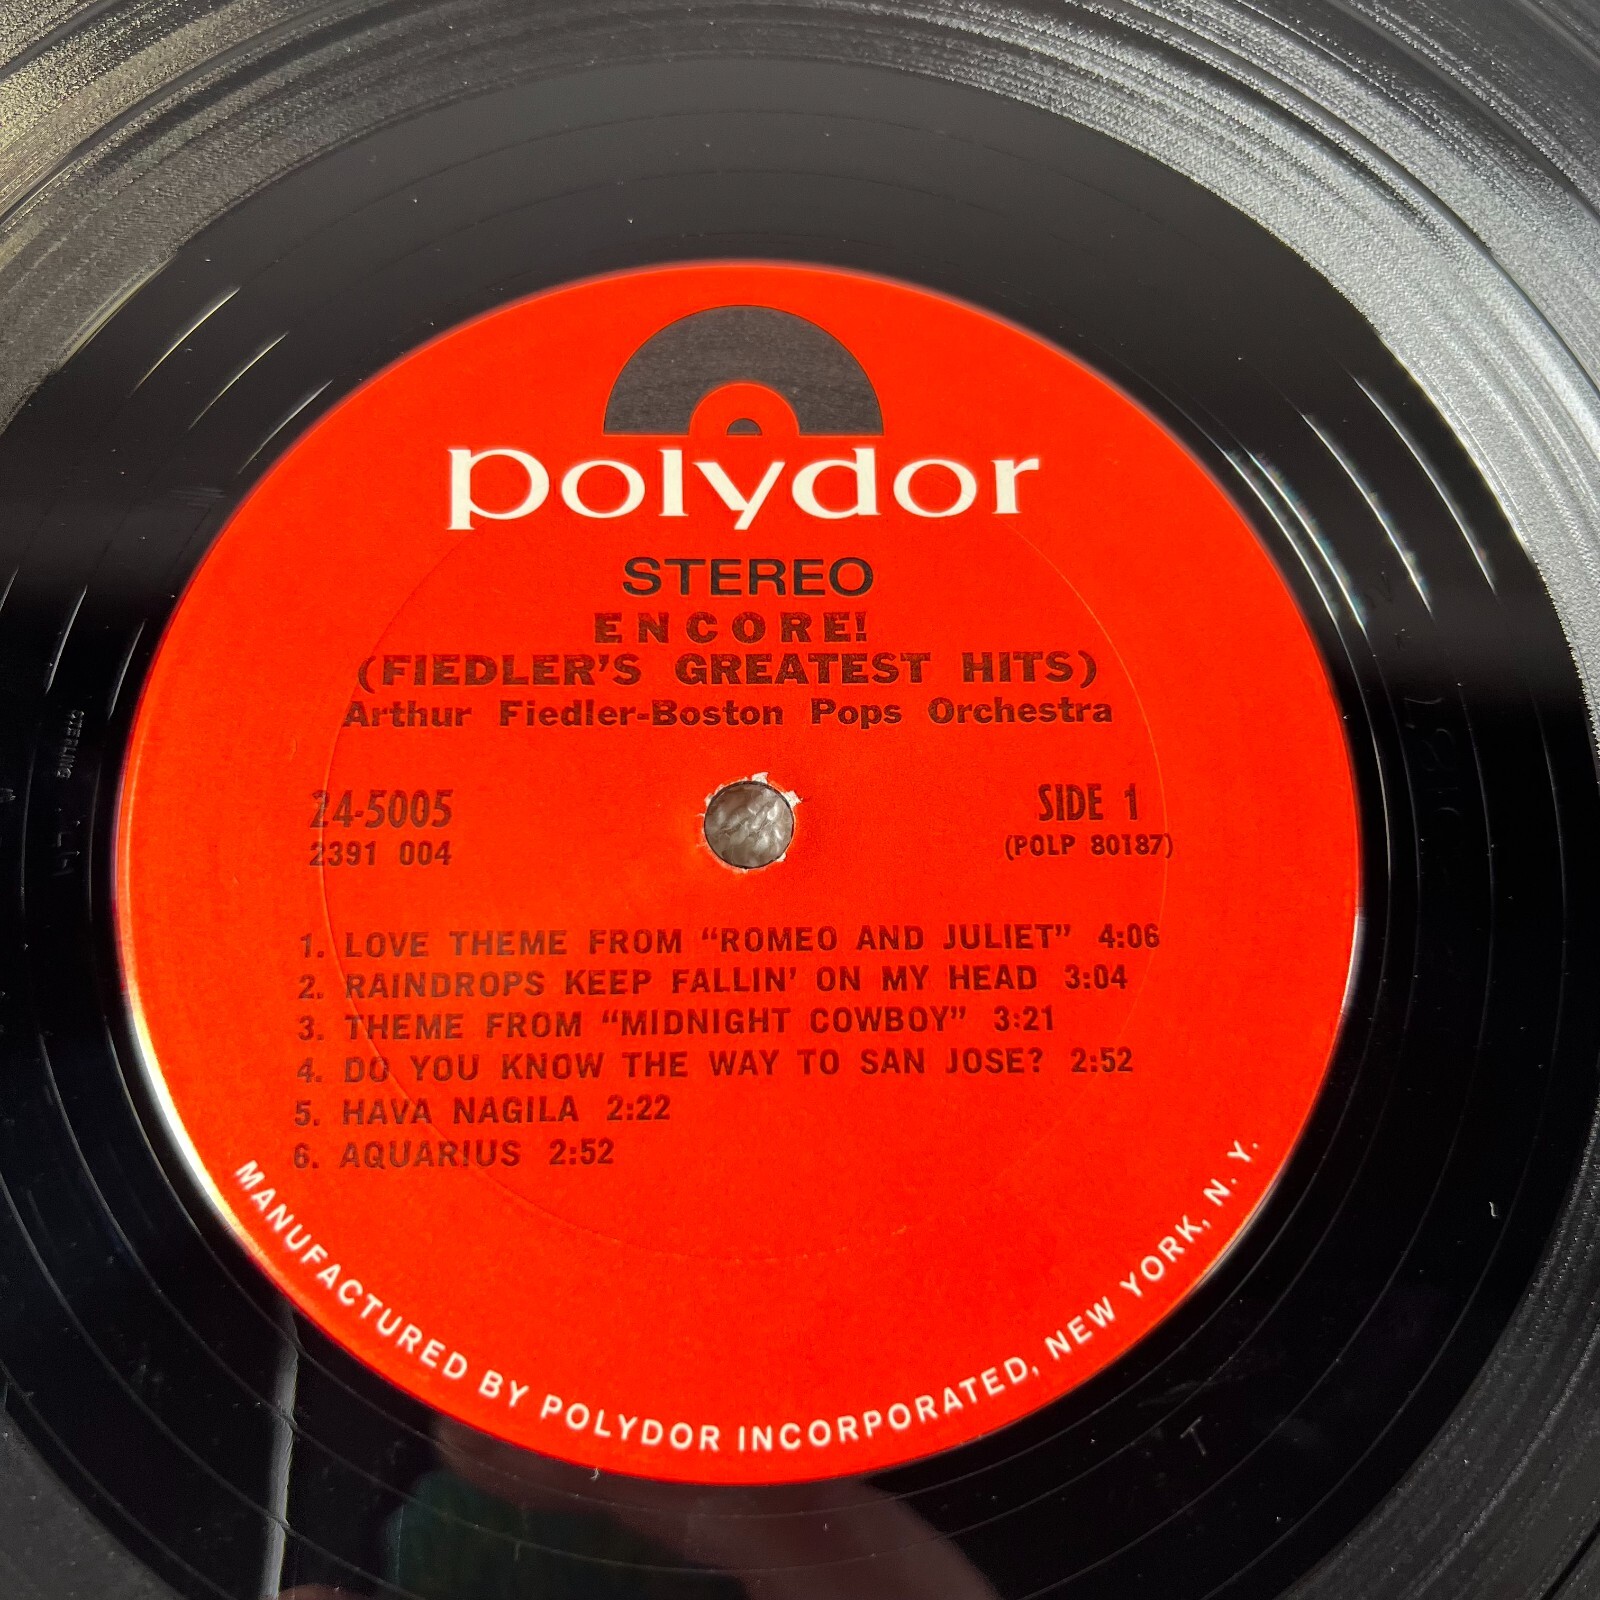 polydor
STEREO
ENCORE!
(FIEDLER'S GREATEST HITS)
Arthur Fiedler-Boston Pops Orchestra
24-5005
2391 004
SIDE 1
(POLP 80187)
1. LOVE THEME FROM "ROMEO AND JULIET" 4:06
2. RAINDROPS KEEP FALLIN' ON MY HEAD 3:04
3. THEME FROM "MIDNIGHT COWBOY" 3:21
4. DO YOU KNOW THE WAY TO SAN JOSE? 2:52
5. HAVA NAGILA 2:22
6. AQUARIUS 2:52
MANUFACTURED BY POLYDOR INCORPORATED, NEW YORK, N. Y.
STERLING
T